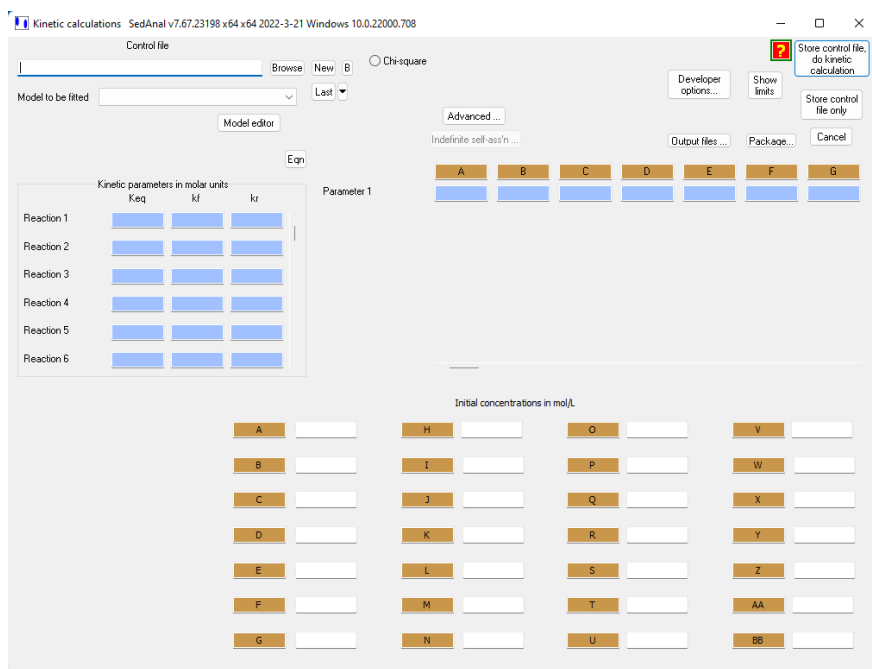 Kinetic calculations SedAnal v7.67.23198 x64 x64 2022-3-21 Windows 10.0.22000.708
Control file
Browse New B Chi-square
? Store control file, do kinetic calculation
Developer options... Show limits
Model to be fitted Last
Store control file only
Model editor Advanced ...
Indefinite self-ass'n ... Output files ... Package... Cancel
Eqn
A B C D E F G
Kinetic parameters in molar units
Keq kf kr
Parameter 1
Reaction 1
Reaction 2
Reaction 3
Reaction 4
Reaction 5
Reaction 6
Initial concentrations in mol/L
A H O V
B I P W
C J Q X
D K R Y
E L S Z
F M T AA
G N U BB